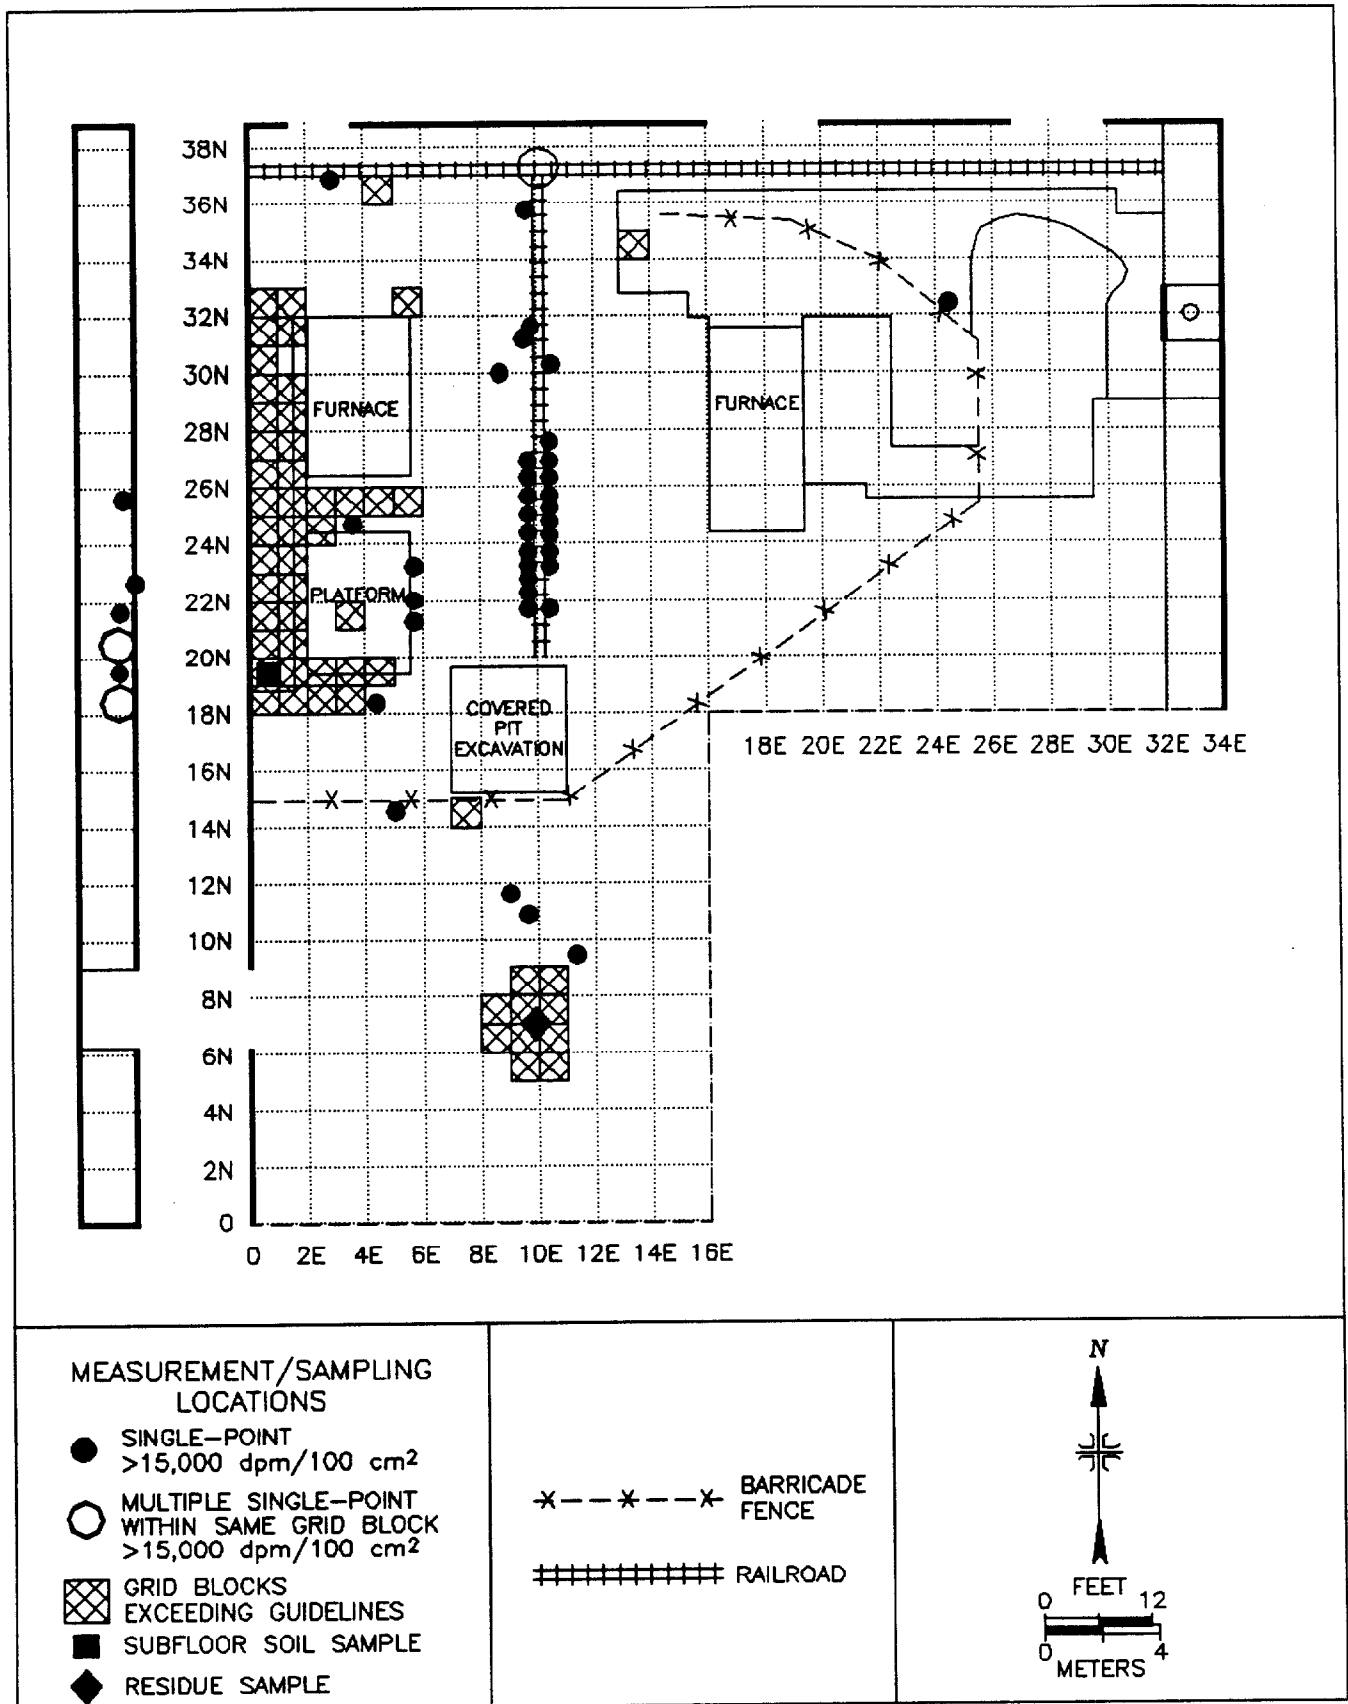 38N
36N
34N
32N
30N
28N
26N
24N
22N
20N
18N
16N
14N
12N
10N
8N
6N
4N
2N
0
FURNACE
FURNACE
PLATFORM
COVERED
PIT
EXCAVATION
18E 20E 22E 24E 26E 28E 30E 32E 34E
0 2E 4E 6E 8E 10E 12E 14E 16E
MEASUREMENT/SAMPLING
LOCATIONS
SINGLE-POINT
>15,000 dpm/100 cm²
MULTIPLE SINGLE-POINT
WITHIN SAME GRID BLOCK
>15,000 dpm/100 cm²
GRID BLOCKS
EXCEEDING GUIDELINES
SUBFLOOR SOIL SAMPLE
RESIDUE SAMPLE
BARRICADE
FENCE
RAILROAD
N
FEET
0 12
0 4
METERS